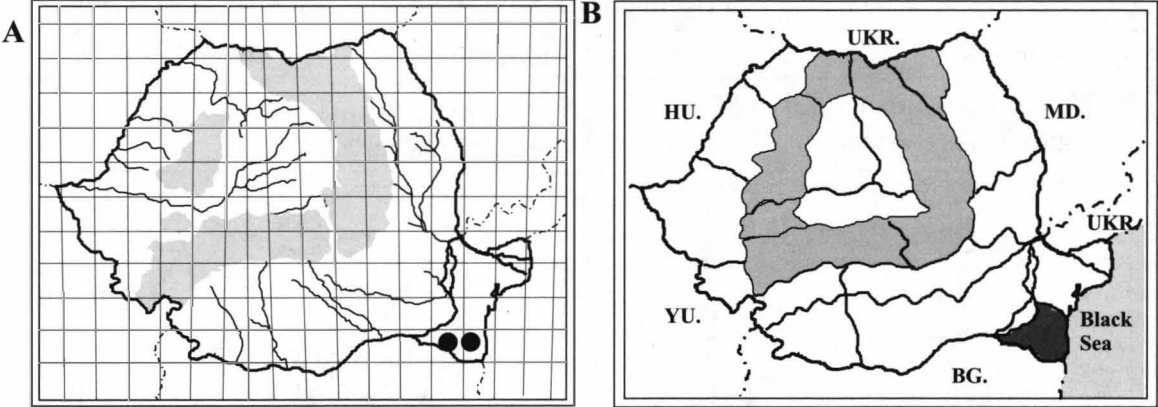 A
B
UKR.
HU.
MD.
UKR.
YU.
Black
Sea
BG.